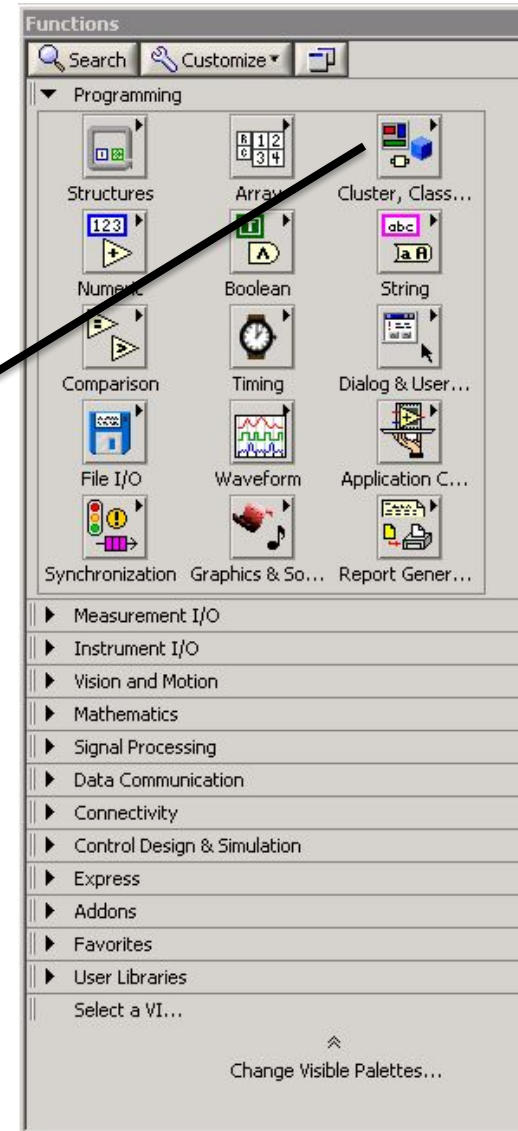 Functions
Search Customize
Programming
Structures Array Cluster, Class...
Numeric Boolean String
Comparison Timing Dialog & User...
File I/O Waveform Application C...
Synchronization Graphics & So... Report Gener...
Measurement I/O
Instrument I/O
Vision and Motion
Mathematics
Signal Processing
Data Communication
Connectivity
Control Design & Simulation
Express
Addons
Favorites
User Libraries
Select a VI...
Change Visible Palettes...